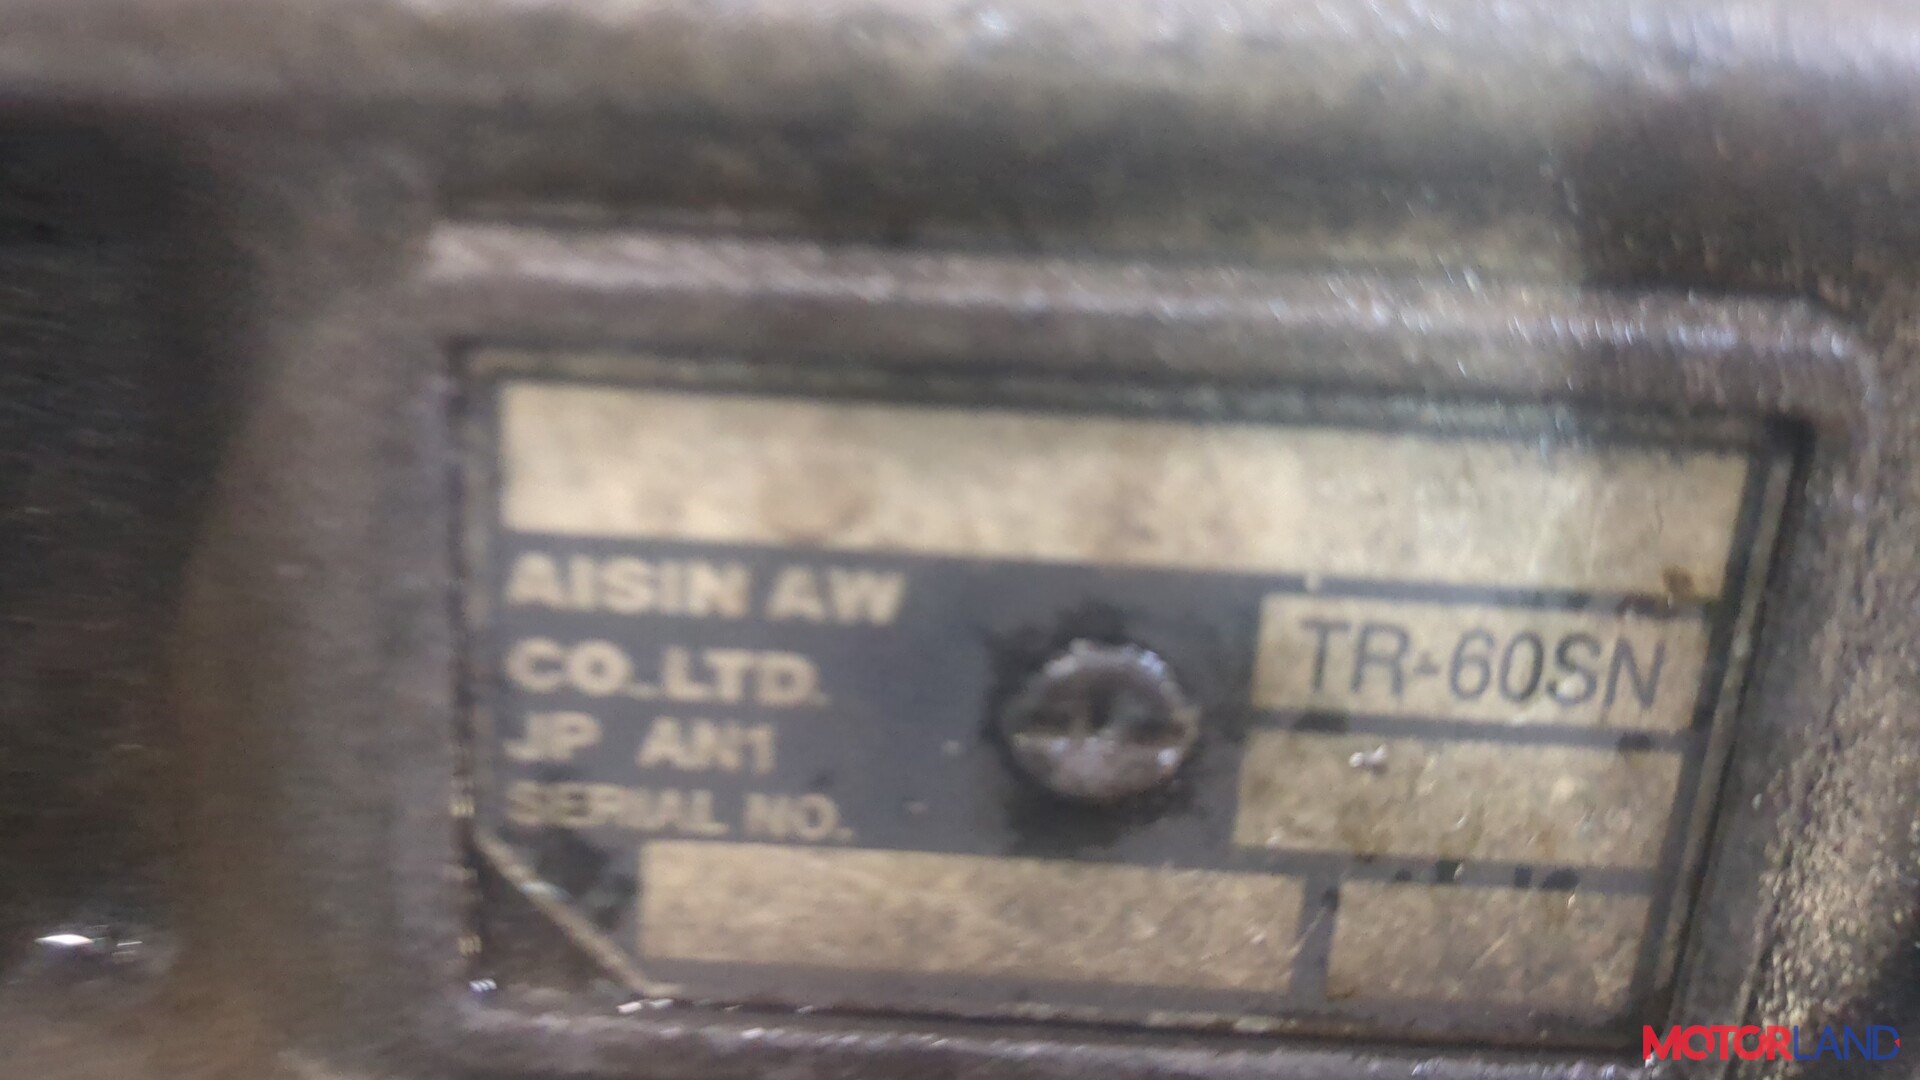 AISIN AW
CO.,LTD.
TR-60SN
JP AN1
SERIAL NO.
MOTORLAND